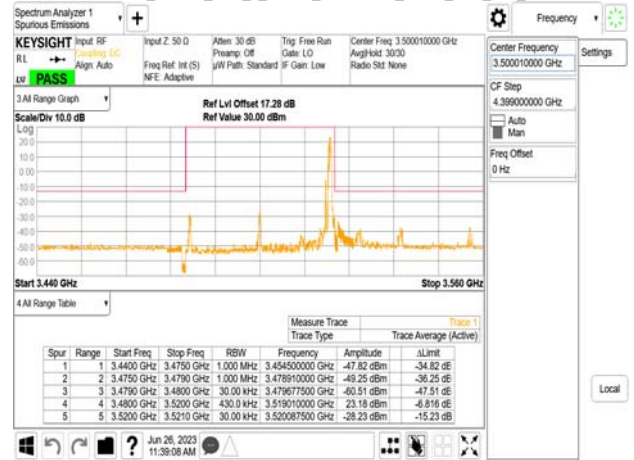 Spectrum Analyzer 1
Spurious Emissions
+
Frequency
KEYSIGHT
Input: RF
Coupling: DC
Align: Auto
Input Z: 50 Ω
Freq Ref: Int (S)
NFE: Adaptive
Atten: 30 dB
Preamp: Off
µW Path: Standard
Trig: Free Run
Gate: LO
IF Gain: Low
Center Freq: 3.500010000 GHz
Avg|Hold: 30/30
Radio Std: None
RL
PASS
Center Frequency
3.500010000 GHz
Settings
CF Step
4.399000000 GHz
Auto
Man
Freq Offset
0 Hz
3 All Range Graph
Scale/Div 10.0 dB
Ref Lvl Offset 17.28 dB
Ref Value 30.00 dBm
Log
20.0
10.0
0.00
-10.0
-20.0
-30.0
-40.0
-50.0
-60.0
Start 3.440 GHz
Stop 3.560 GHz
4 All Range Table
Measure Trace Trace 1
Trace Type Trace Average (Active)
Spur Range Start Freq Stop Freq RBW Frequency Amplitude ΔLimit
1 1 3.4400 GHz 3.4750 GHz 1.000 MHz 3.454500000 GHz -47.82 dBm -34.82 dB
2 2 3.4750 GHz 3.4790 GHz 1.000 MHz 3.478910000 GHz -49.25 dBm -36.25 dB
3 3 3.4790 GHz 3.4800 GHz 30.00 kHz 3.479677500 GHz -60.51 dBm -47.51 dB
4 4 3.4800 GHz 3.5200 GHz 430.0 kHz 3.519010000 GHz 23.18 dBm -6.816 dB
5 5 3.5200 GHz 3.5210 GHz 30.00 kHz 3.520087500 GHz -28.23 dBm -15.23 dB
Local
?
Jun 26, 2023
11:39:08 AM